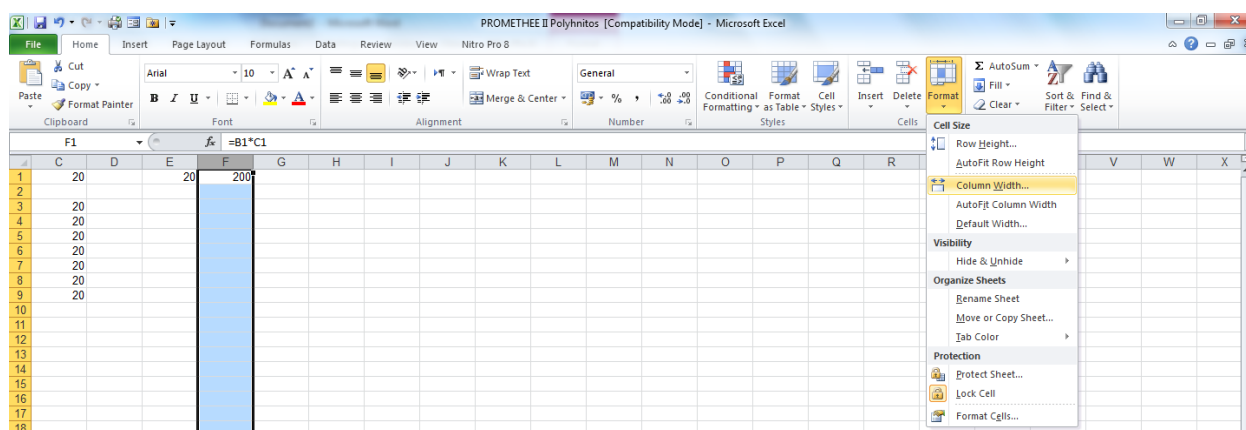 PROMETHEE II Polyhnitos [Compatibility Mode] - Microsoft Excel
File Home Insert Page Layout Formulas Data Review View Nitro Pro 8
Paste
Cut
Copy
Format Painter
Clipboard
Arial 10 A A
B I U A
Font
Wrap Text
Merge & Center
Alignment
General
% , .0 .00 .00 .0
Number
Conditional Formatting
Format as Table
Cell Styles
Styles
Insert Delete Format
Cells
Σ AutoSum
Fill
Clear
Sort & Filter
Find & Select
F1 fx =B1*C1
C D E F G H I J K L M N O P Q R V W X
1 20 20 200
2
3 20
4 20
5 20
6 20
7 20
8 20
9 20
10
11
12
13
14
15
16
17
18
Cell Size
Row Height...
AutoFit Row Height
Column Width...
AutoFit Column Width
Default Width...
Visibility
Hide & Unhide
Organize Sheets
Rename Sheet
Move or Copy Sheet...
Tab Color
Protection
Protect Sheet...
Lock Cell
Format Cells...